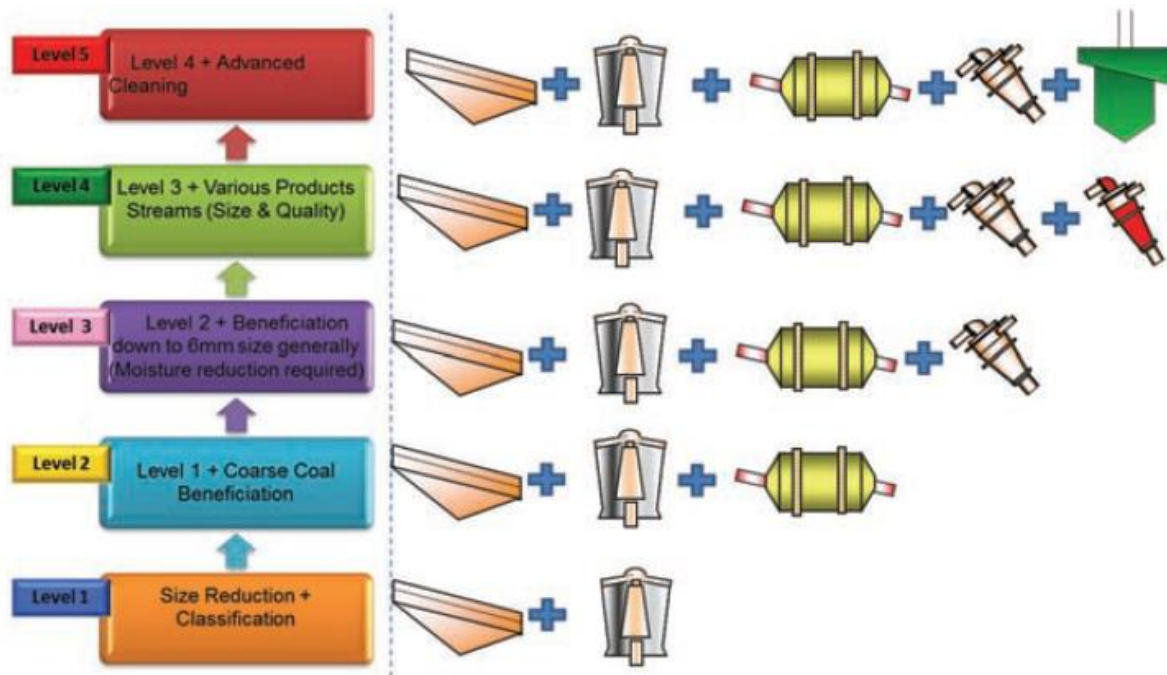 Level 5
Level 4 + Advanced
Cleaning
Level 4
Level 3 + Various Products
Streams (Size & Quality)
Level 3
Level 2 + Beneficiation
down to 6mm size generally
(Moisture reduction required)
Level 2
Level 1 + Coarse Coal
Beneficiation
Level 1
Size Reduction +
Classification